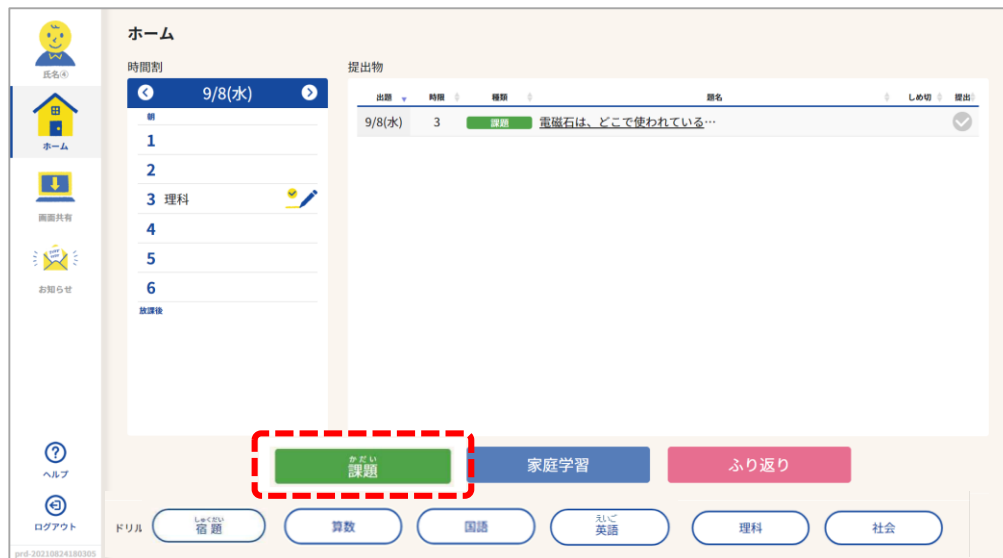 氏名④
ホーム
画面共有
お知らせ
ヘルプ
ログアウト
prd-20210824180305
ホーム
時間割
9/8(水)
朝
1
2
3 理科
4
5
6
放課後
提出物
出題 時限 種類 題名 しめ切 提出
9/8(水) 3 課題 電磁石は、どこで使われている…
かだい
課題
家庭学習
ふり返り
ドリル
しゅくだい
宿題
算数
国語
えいご
英語
理科
社会